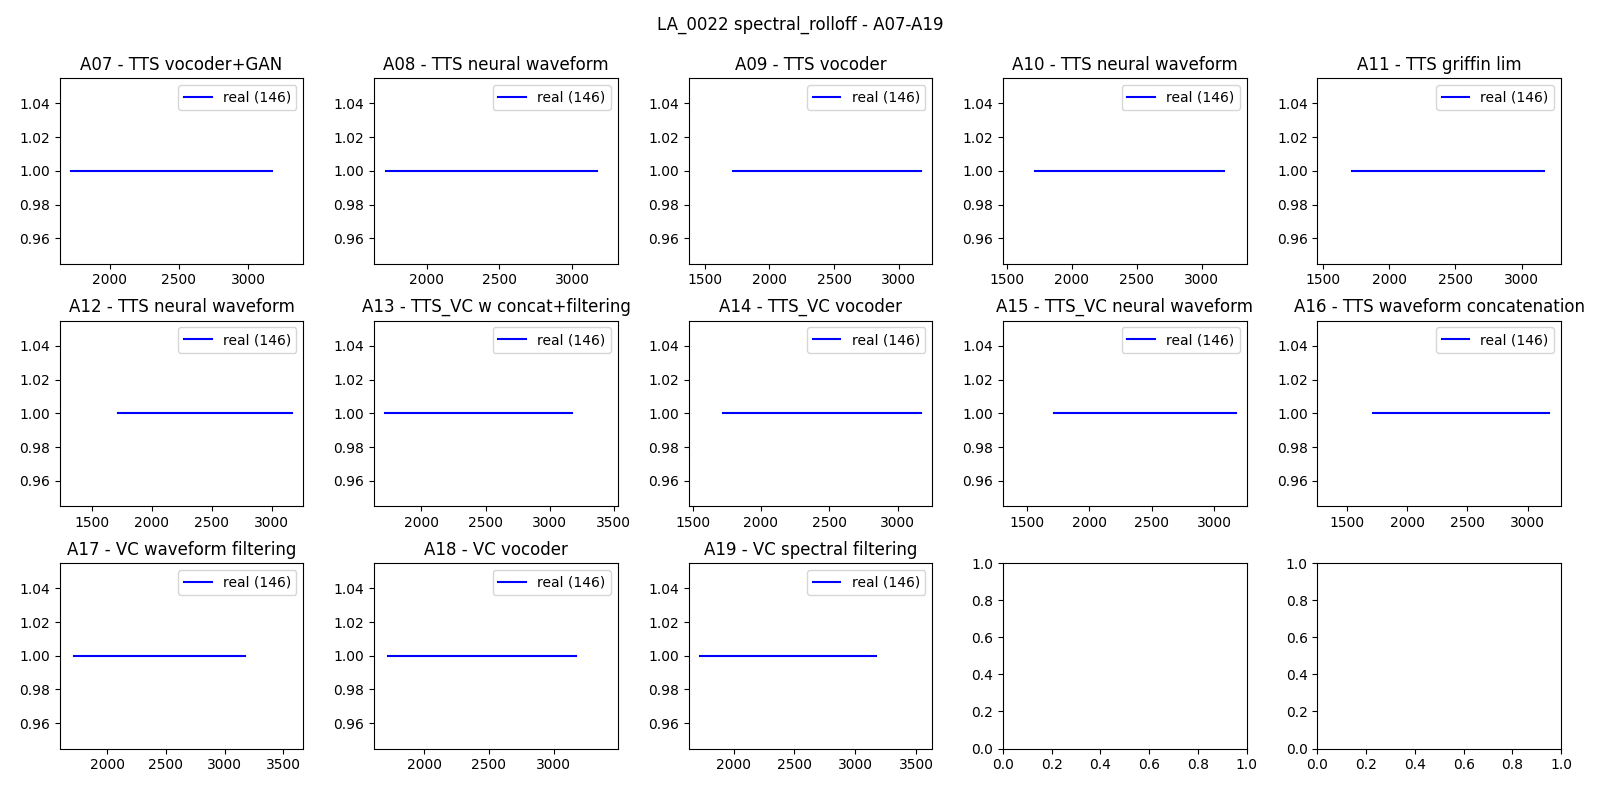 LA_0022 spectral_rolloff - A07-A19
A07 - TTS vocoder+GAN
A08 - TTS neural waveform
A09 - TTS vocoder
A10 - TTS neural waveform
A11 - TTS griffin lim
real (146)
real (146)
real (146)
real (146)
real (146)
1.04 1.02 1.00 0.98 0.96
1.04 1.02 1.00 0.98 0.96
1.04 1.02 1.00 0.98 0.96
1.04 1.02 1.00 0.98 0.96
1.04 1.02 1.00 0.98 0.96
2000 2500 3000
2000 2500 3000
1500 2000 2500 3000
1500 2000 2500 3000
1500 2000 2500 3000
A12 - TTS neural waveform
A13 - TTS_VC w concat+filtering
A14 - TTS_VC vocoder
A15 - TTS_VC neural waveform
A16 - TTS waveform concatenation
real (146)
real (146)
real (146)
real (146)
real (146)
1.04 1.02 1.00 0.98 0.96
1.04 1.02 1.00 0.98 0.96
1.04 1.02 1.00 0.98 0.96
1.04 1.02 1.00 0.98 0.96
1.04 1.02 1.00 0.98 0.96
1500 2000 2500 3000
2000 2500 3000 3500
1500 2000 2500 3000
1500 2000 2500 3000
1500 2000 2500 3000
A17 - VC waveform filtering
A18 - VC vocoder
A19 - VC spectral filtering
real (146)
real (146)
real (146)
1.04 1.02 1.00 0.98 0.96
1.04 1.02 1.00 0.98 0.96
1.04 1.02 1.00 0.98 0.96
1.0 0.8 0.6 0.4 0.2 0.0
1.0 0.8 0.6 0.4 0.2 0.0
2000 2500 3000 3500
2000 2500 3000
2000 2500 3000 3500
0.0 0.2 0.4 0.6 0.8 1.0
0.0 0.2 0.4 0.6 0.8 1.0